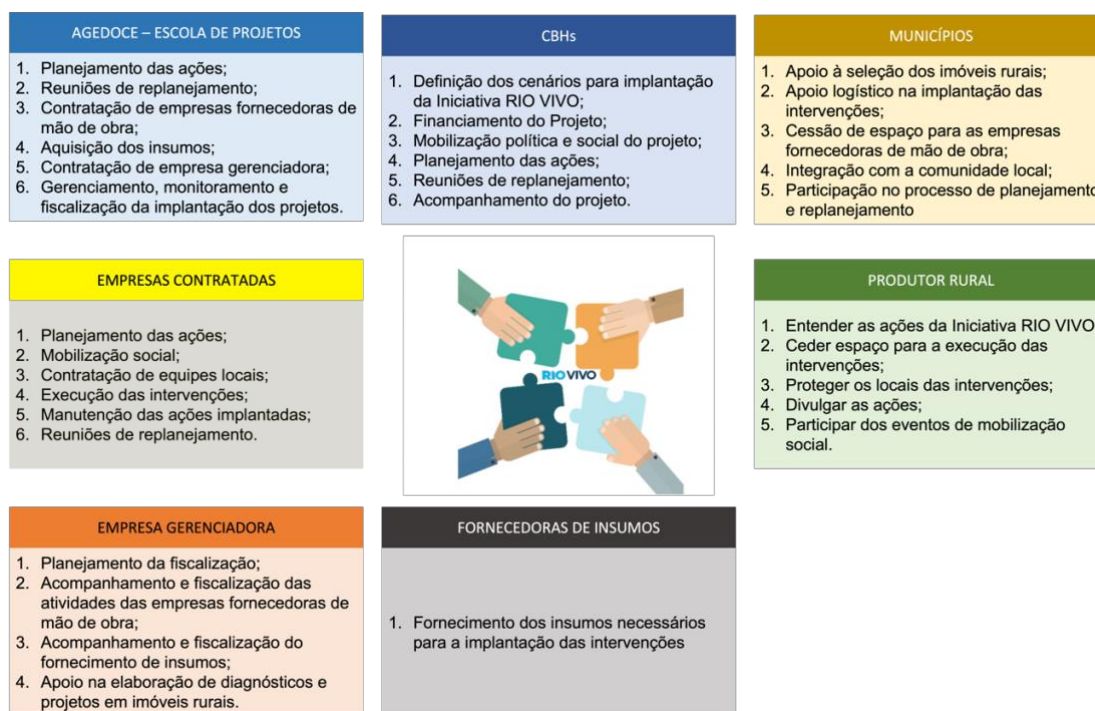 AGEDOCE – ESCOLA DE PROJETOS
1. Planejamento das ações;
2. Reuniões de replanejamento;
3. Contratação de empresas fornecedoras de
mão de obra;
4. Aquisição dos insumos;
5. Contratação de empresa gerenciadora;
6. Gerenciamento, monitoramento e
fiscalização da implantação dos projetos.
CBHs
1. Definição dos cenários para implantação
da Iniciativa RIO VIVO;
2. Financiamento do Projeto;
3. Mobilização política e social do projeto;
4. Planejamento das ações;
5. Reuniões de replanejamento;
6. Acompanhamento do projeto.
MUNICÍPIOS
1. Apoio à seleção dos imóveis rurais;
2. Apoio logístico na implantação das
intervenções;
3. Cessão de espaço para as empresas
fornecedoras de mão de obra;
4. Integração com a comunidade local;
5. Participação no processo de planejamento
e replanejamento
EMPRESAS CONTRATADAS
1. Planejamento das ações;
2. Mobilização social;
3. Contratação de equipes locais;
4. Execução das intervenções;
5. Manutenção das ações implantadas;
6. Reuniões de replanejamento.
RIO VIVO
PRODUTOR RURAL
1. Entender as ações da Iniciativa RIO VIVO
2. Ceder espaço para a execução das
intervenções;
3. Proteger os locais das intervenções;
4. Divulgar as ações;
5. Participar dos eventos de mobilização
social.
EMPRESA GERENCIADORA
1. Planejamento da fiscalização;
2. Acompanhamento e fiscalização das
atividades das empresas fornecedoras de
mão de obra;
3. Acompanhamento e fiscalização do
fornecimento de insumos;
4. Apoio na elaboração de diagnósticos e
projetos em imóveis rurais.
FORNECEDORAS DE INSUMOS
1. Fornecimento dos insumos necessários
para a implantação das intervenções